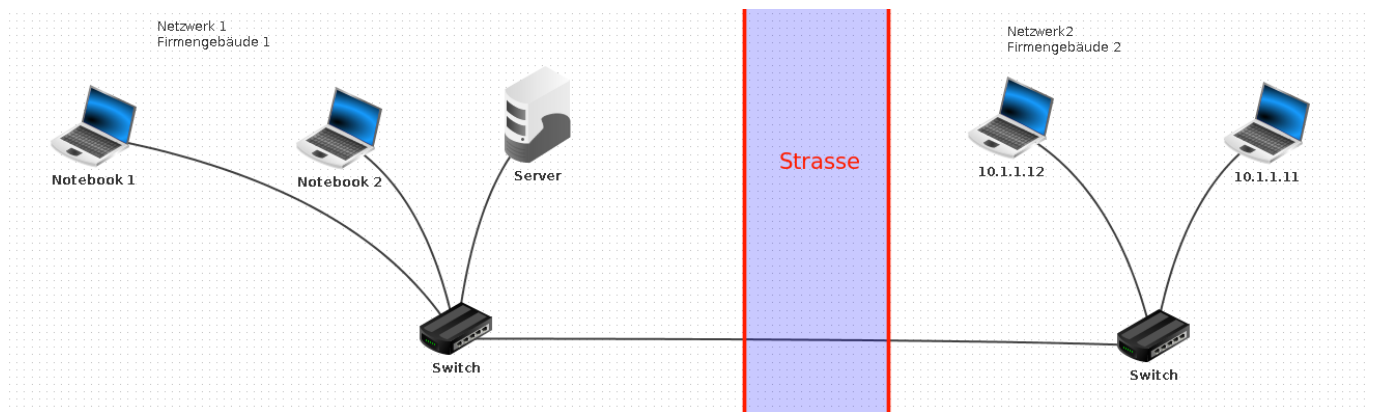 Netzwerk 1
Firmengebäude 1
Netzwerk2
Firmengebäude 2
Strasse
Notebook 1
Notebook 2
Server
10.1.1.12
10.1.1.11
Switch
Switch